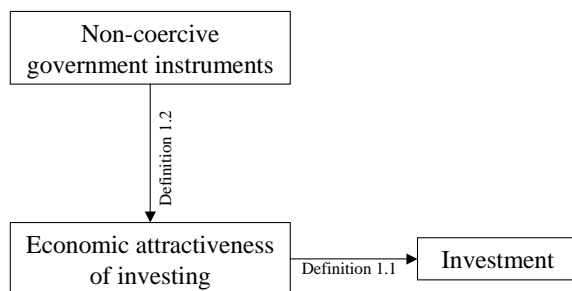 Non-coercive
government instruments
Definition 1.2
Economic attractiveness
of investing
Definition 1.1
Investment